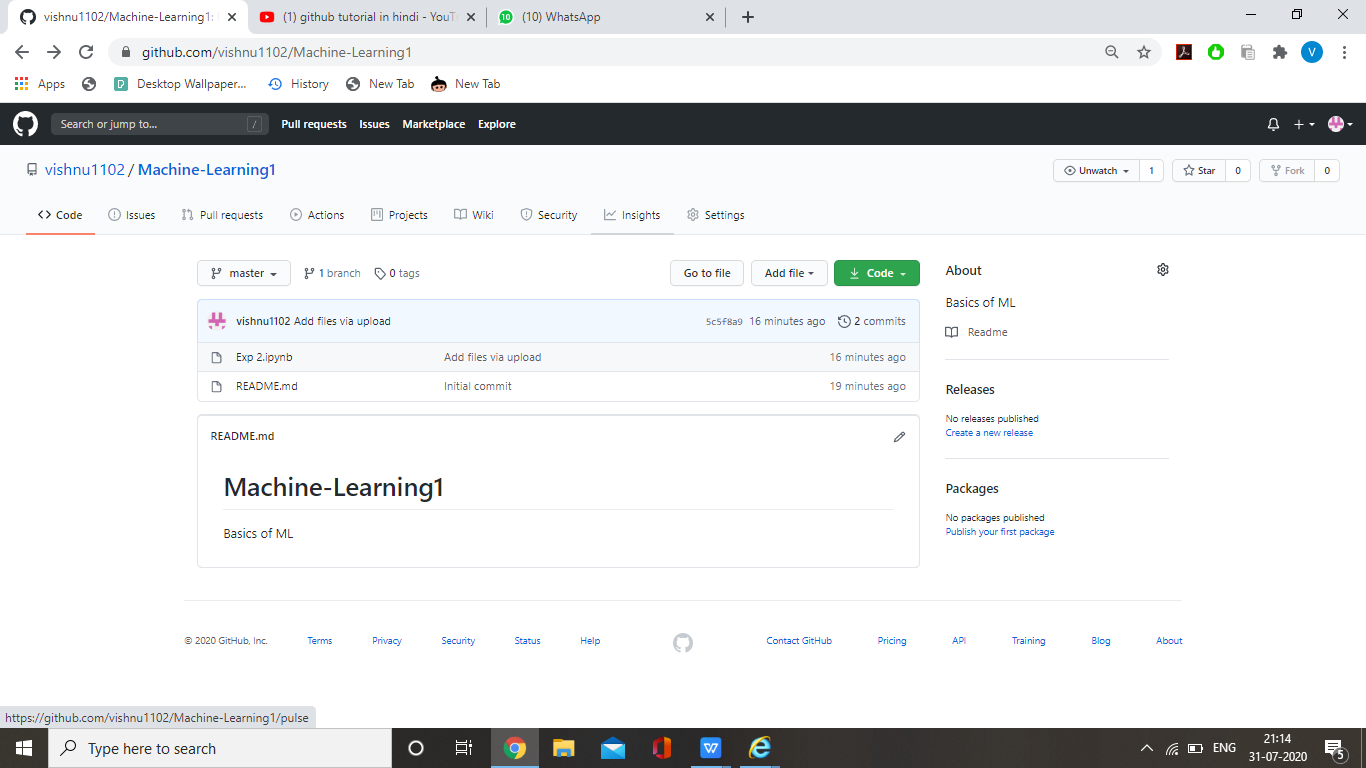 vishnu1102/Machine-Learning1:
(1) github tutorial in hindi - YouT
(10) WhatsApp
github.com/vishnu1102/Machine-Learning1
V
Apps
Desktop Wallpaper...
History
New Tab
New Tab
Search or jump to...
/
Pull requests
Issues
Marketplace
Explore
vishnu1102 / Machine-Learning1
Unwatch
1
Star
0
Fork
0
Code
Issues
Pull requests
Actions
Projects
Wiki
Security
Insights
Settings
master
1 branch
0 tags
Go to file
Add file
Code
About
Basics of ML
Readme
vishnu1102 Add files via upload
5c5f8a9 16 minutes ago
2 commits
Exp 2.ipynb
Add files via upload
16 minutes ago
README.md
Initial commit
19 minutes ago
Releases
No releases published
Create a new release
README.md
Machine-Learning1
Basics of ML
Packages
No packages published
Publish your first package
© 2020 GitHub, Inc.
Terms
Privacy
Security
Status
Help
Contact GitHub
Pricing
API
Training
Blog
About
https://github.com/vishnu1102/Machine-Learning1/pulse
Type here to search
ENG
21:14
31-07-2020
5